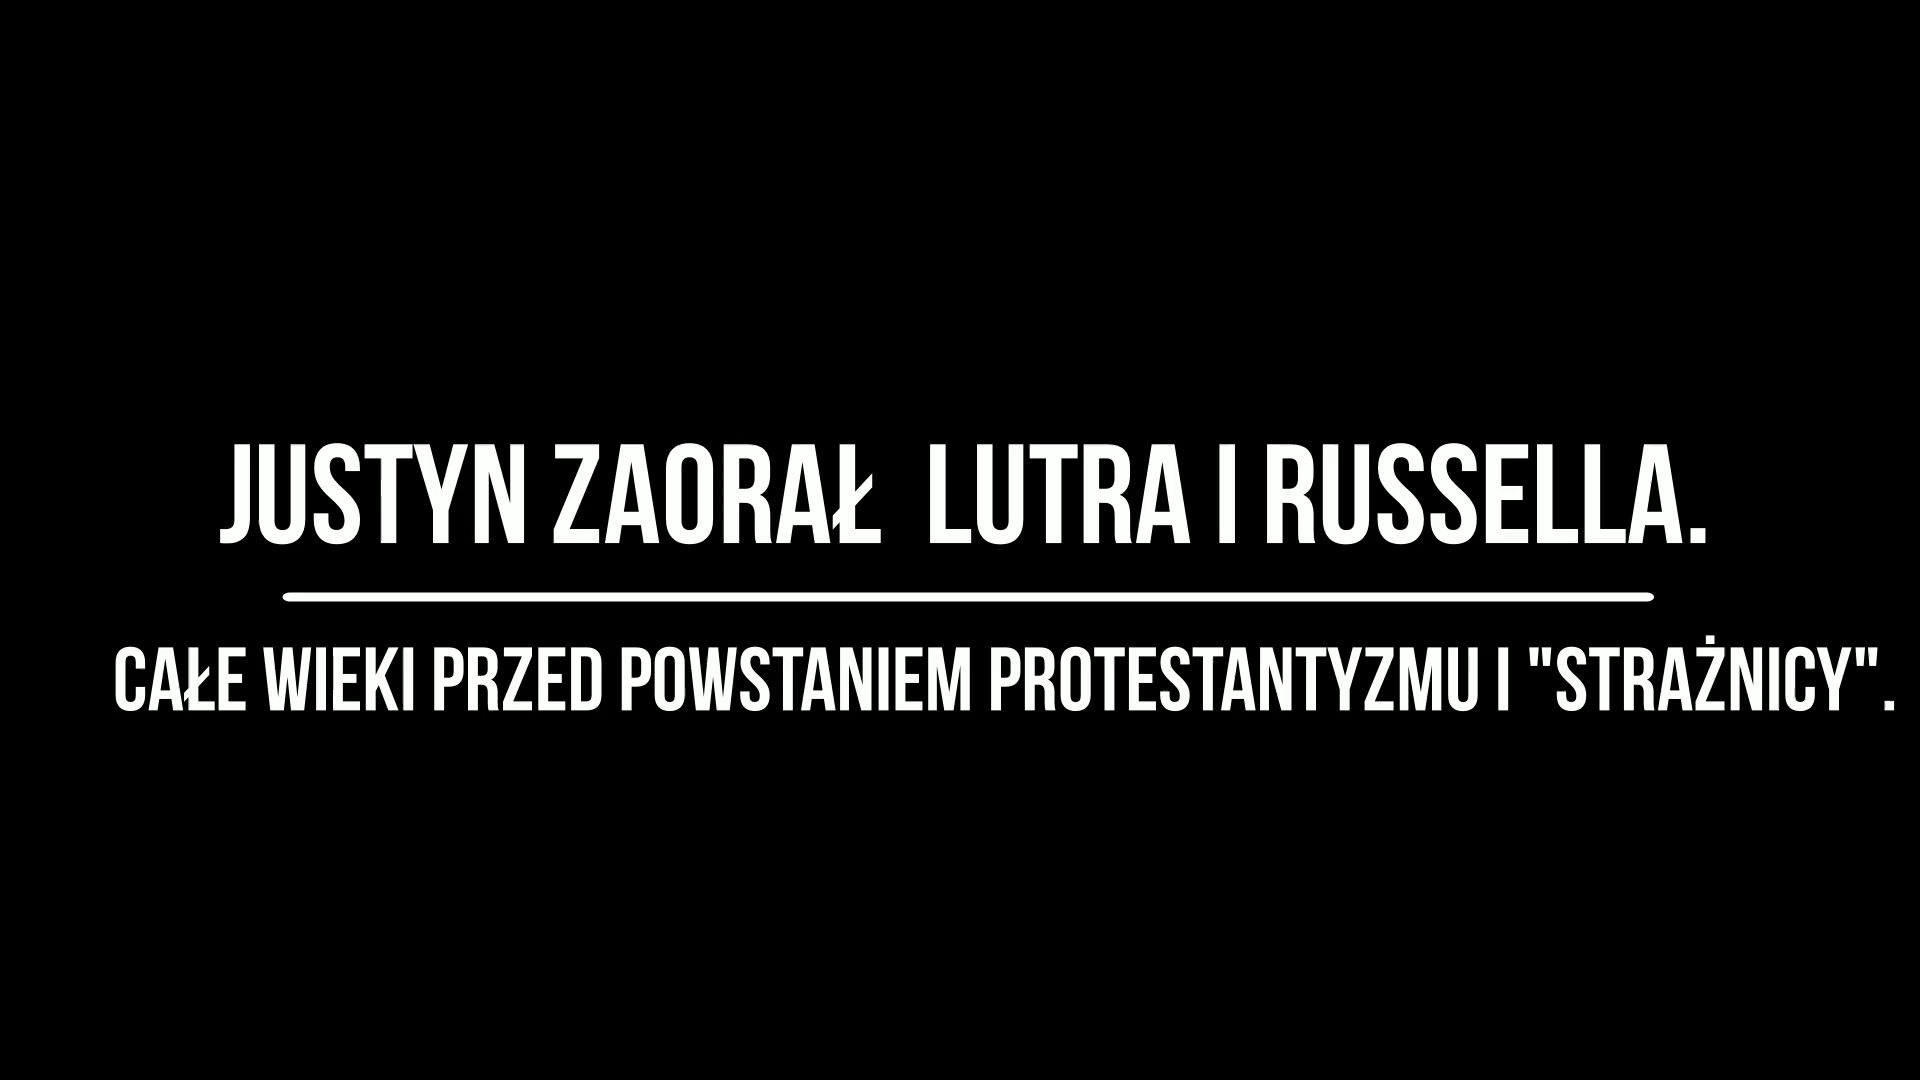 JUSTYN ZAORAŁ LUTRA I RUSSELLA.
CAŁE WIEKI PRZED POWSTANIEM PROTESTANTYZMU I "STRAŻNICY".